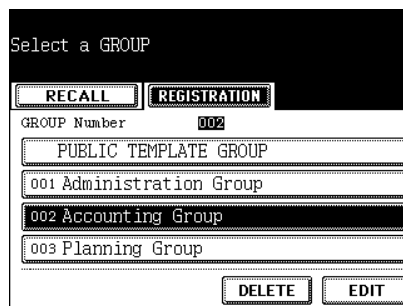 Select a GROUP
RECALL REGISTRATION
GROUP Number 002
PUBLIC TEMPLATE GROUP
001 Administration Group
002 Accounting Group
003 Planning Group
DELETE EDIT